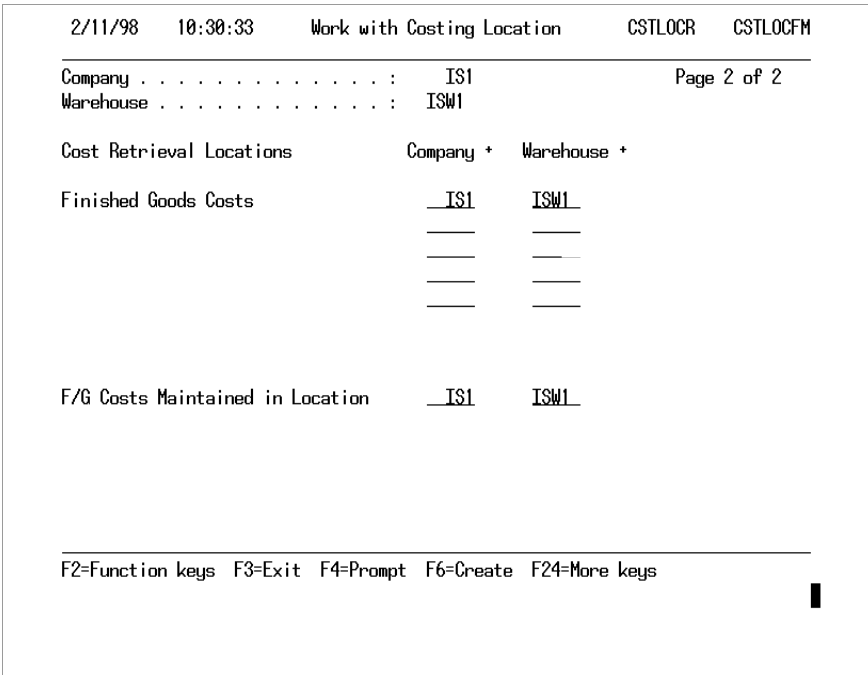 2/11/98 10:30:33 Work with Costing Location CSTLOCR CSTLOCFM
Company . . . . . . . . . . . . . . : IS1 Page 2 of 2
Warehouse . . . . . . . . . . . . . : ISW1
Cost Retrieval Locations Company + Warehouse +
Finished Goods Costs IS1 ISW1
F/G Costs Maintained in Location IS1 ISW1
F2=Function keys F3=Exit F4=Prompt F6=Create F24=More keys